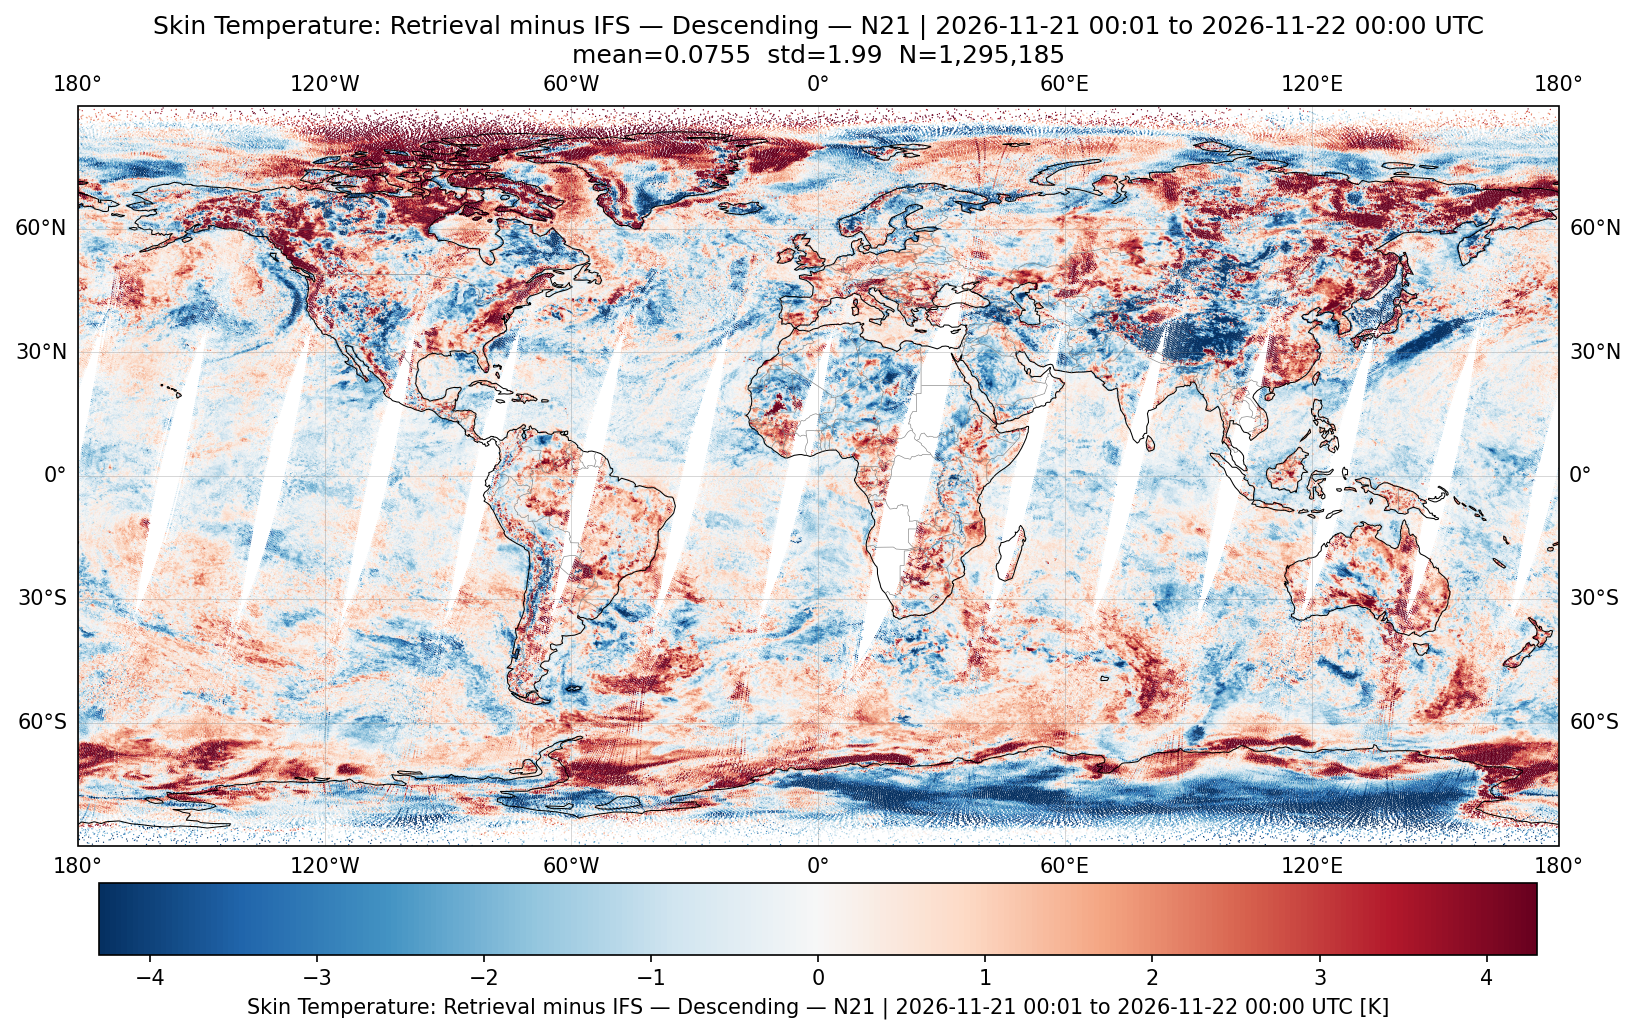 Skin Temperature: Retrieval minus IFS — Descending — N21 | 2026-11-21 00:01 to 2026-11-22 00:00 UTC
mean=0.0755  std=1.99  N=1,295,185
180° 120°W 60°W 0° 60°E 120°E 180°
60°N 60°N
30°N 30°N
0° 0°
30°S 30°S
60°S 60°S
180° 120°W 60°W 0° 60°E 120°E 180°
−4 −3 −2 −1 0 1 2 3 4
Skin Temperature: Retrieval minus IFS — Descending — N21 | 2026-11-21 00:01 to 2026-11-22 00:00 UTC [K]